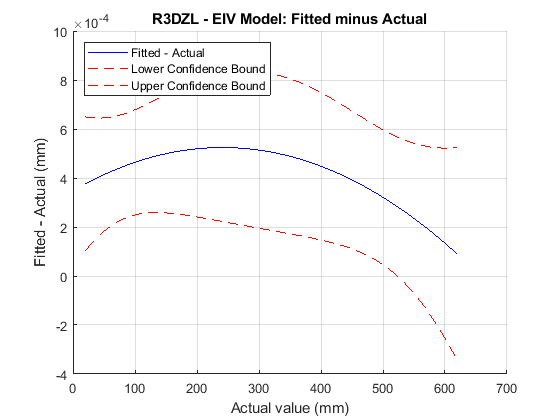 R3DZL - EIV Model: Fitted minus Actual
×10-4
10
8
6
4
2
0
-2
-4
Fitted - Actual (mm)
Fitted - Actual
Lower Confidence Bound
Upper Confidence Bound
0 100 200 300 400 500 600 700
Actual value (mm)